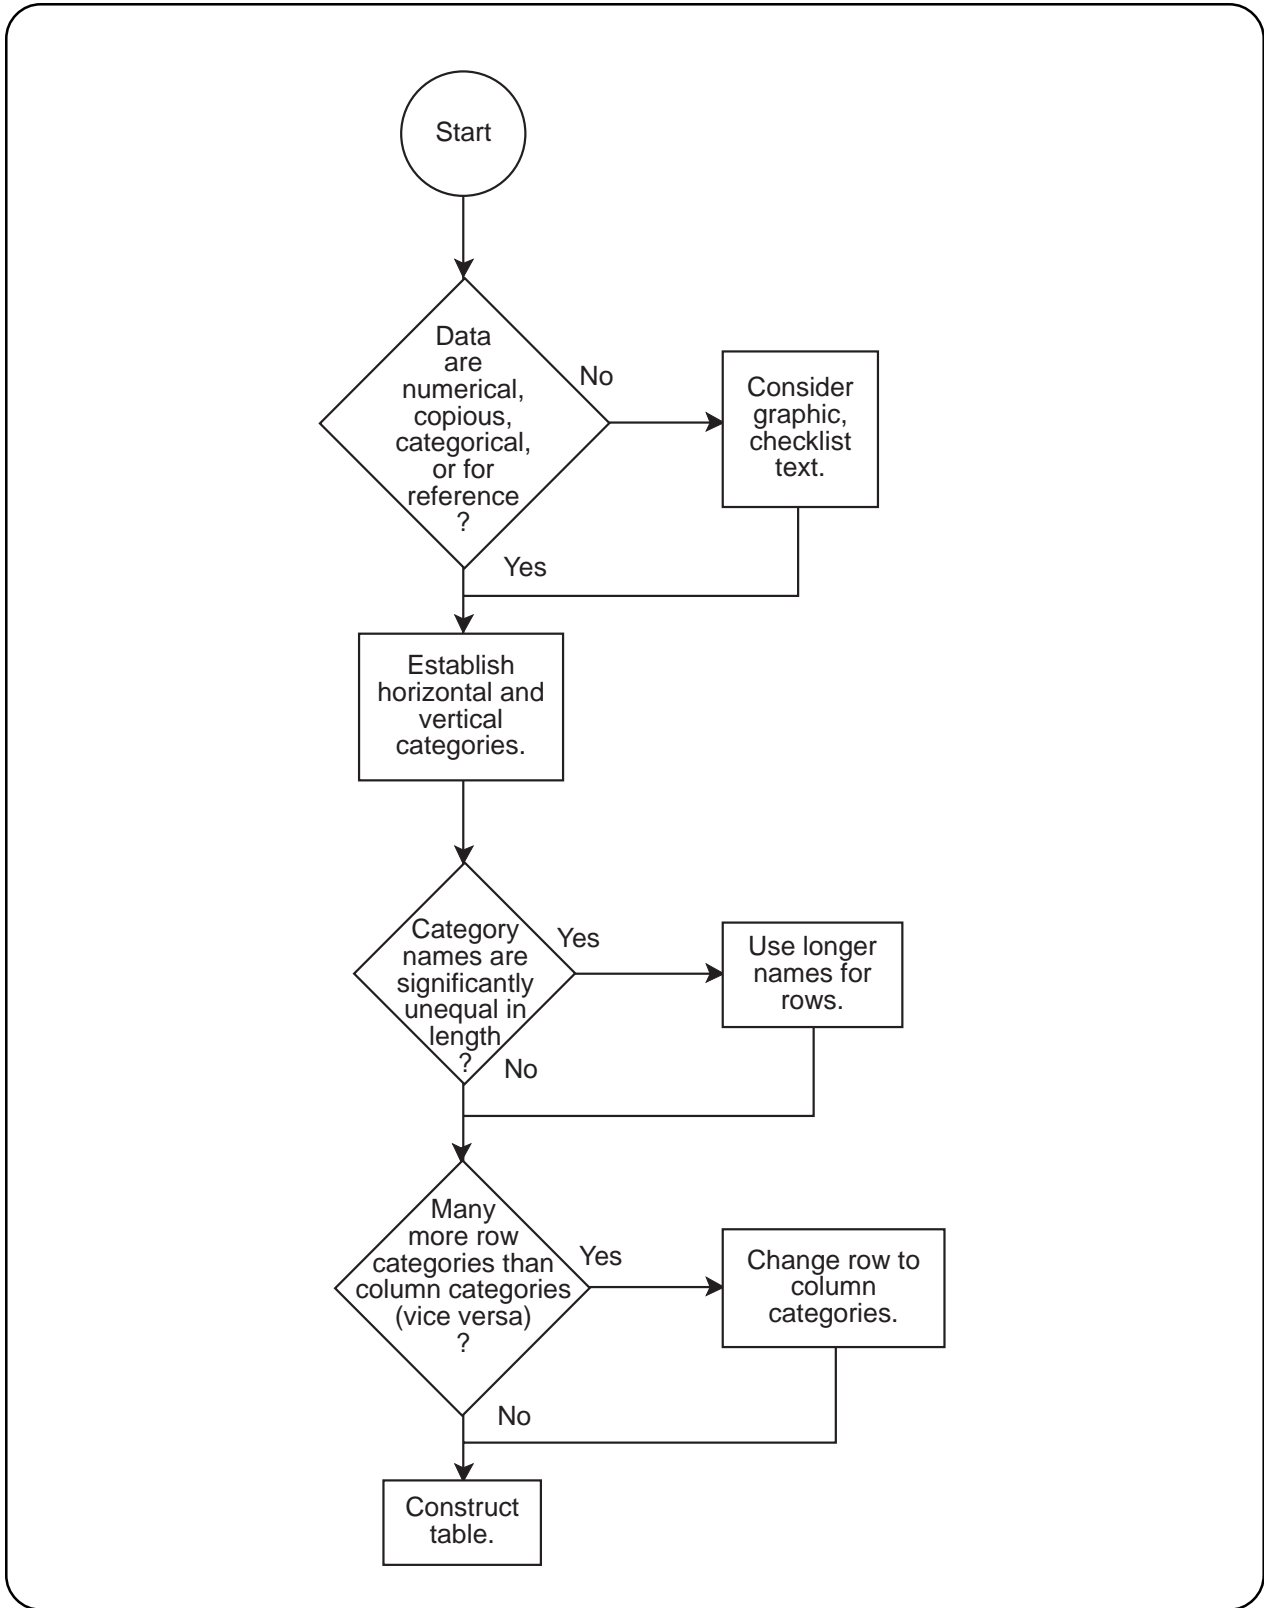 Start
Data
are
numerical,
copious,
categorical,
or for
reference
?
No
Consider
graphic,
checklist
text.
Yes
Establish
horizontal and
vertical
categories.
Category
names are
significantly
unequal in
length
?
Yes
Use longer
names for
rows.
No
Many
more row
categories than
column categories
(vice versa)
?
Yes
Change row to
column
categories.
No
Construct
table.